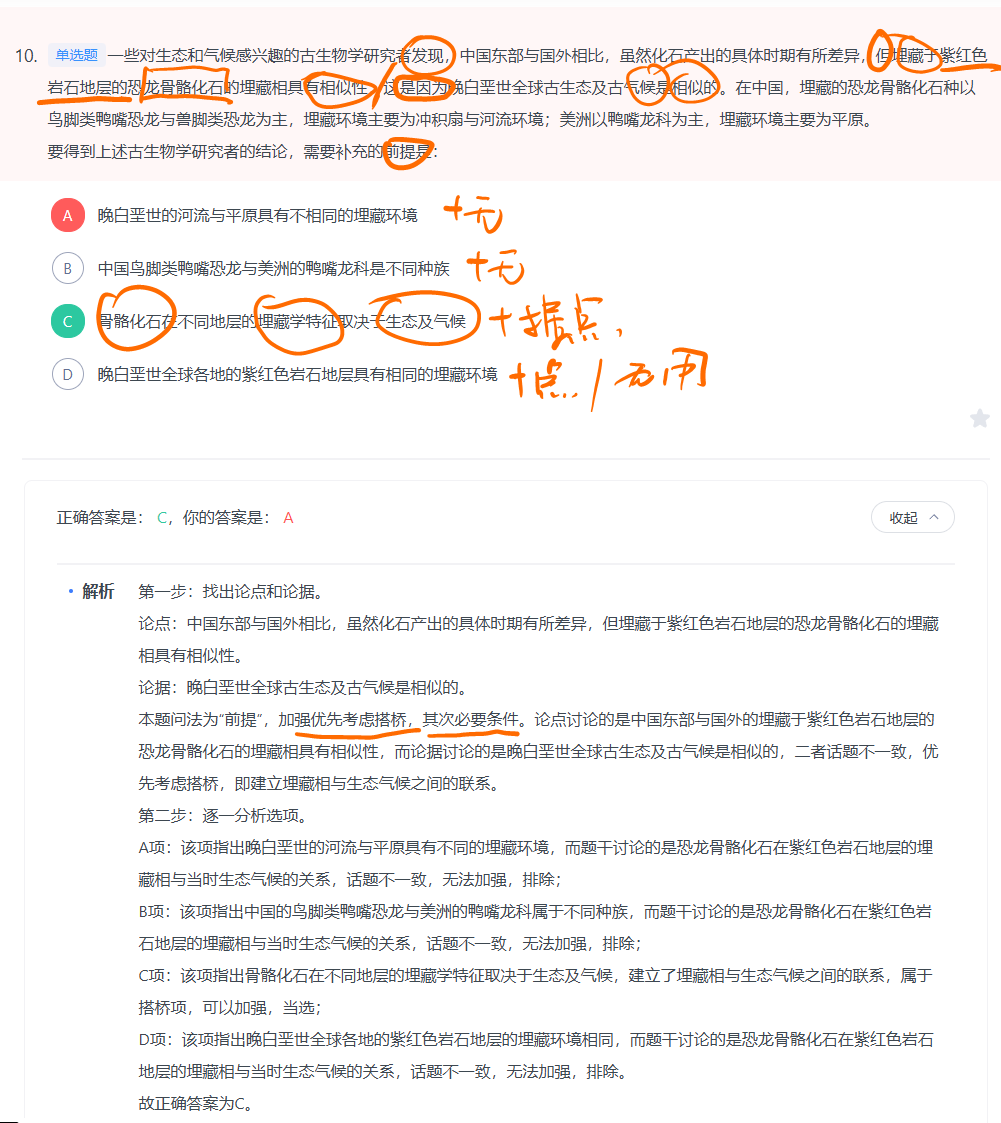 10. 单选题 一些对生态和气候感兴趣的古生物学研究者发现，中国东部与国外相比，虽然化石产出的具体时期有所差异，但埋藏于紫红色
岩石地层的恐龙骨骼化石的埋藏相具有相似性，这是因为晚白垩世全球古生态及古气候是相似的。在中国，埋藏的恐龙骨骼化石种以
鸟脚类鸭嘴恐龙与兽脚类恐龙为主，埋藏环境主要为冲积扇与河流环境；美洲以鸭嘴龙科为主，埋藏环境主要为平原。
要得到上述古生物学研究者的结论，需要补充的前提是：
A 晚白垩世的河流与平原具有不相同的埋藏环境 +无
B 中国鸟脚类鸭嘴恐龙与美洲的鸭嘴龙科是不同种族 +无
C 骨骼化石在不同地层的埋藏学特征取决于生态及气候 +据点，
D 晚白垩世全球各地的紫红色岩石地层具有相同的埋藏环境 +点
正确答案是： C，你的答案是： A
收起
• 解析 第一步：找出论点和论据。
论点：中国东部与国外相比，虽然化石产出的具体时期有所差异，但埋藏于紫红色岩石地层的恐龙骨骼化石的埋藏
相具有相似性。
论据：晚白垩世全球古生态及古气候是相似的。
本题问法为“前提”，加强优先考虑搭桥，其次必要条件。论点讨论的是中国东部与国外的埋藏于紫红色岩石地层的
恐龙骨骼化石的埋藏相具有相似性，而论据讨论的是晚白垩世全球古生态及古气候是相似的，二者话题不一致，优
先考虑搭桥，即建立埋藏相与生态气候之间的联系。
第二步：逐一分析选项。
A项：该项指出晚白垩世的河流与平原具有不同的埋藏环境，而题干讨论的是恐龙骨骼化石在紫红色岩石地层的埋
藏相与当时生态气候的关系，话题不一致，无法加强，排除；
B项：该项指出中国的鸟脚类鸭嘴恐龙与美洲的鸭嘴龙科属于不同种族，而题干讨论的是恐龙骨骼化石在紫红色岩
石地层的埋藏相与当时生态气候的关系，话题不一致，无法加强，排除；
C项：该项指出骨骼化石在不同地层的埋藏学特征取决于生态及气候，建立了埋藏相与生态气候之间的联系，属于
搭桥项，可以加强，当选；
D项：该项指出晚白垩世全球各地的紫红色岩石地层的埋藏环境相同，而题干讨论的是恐龙骨骼化石在紫红色岩石
地层的埋藏相与当时生态气候的关系，话题不一致，无法加强，排除。
故正确答案为C。